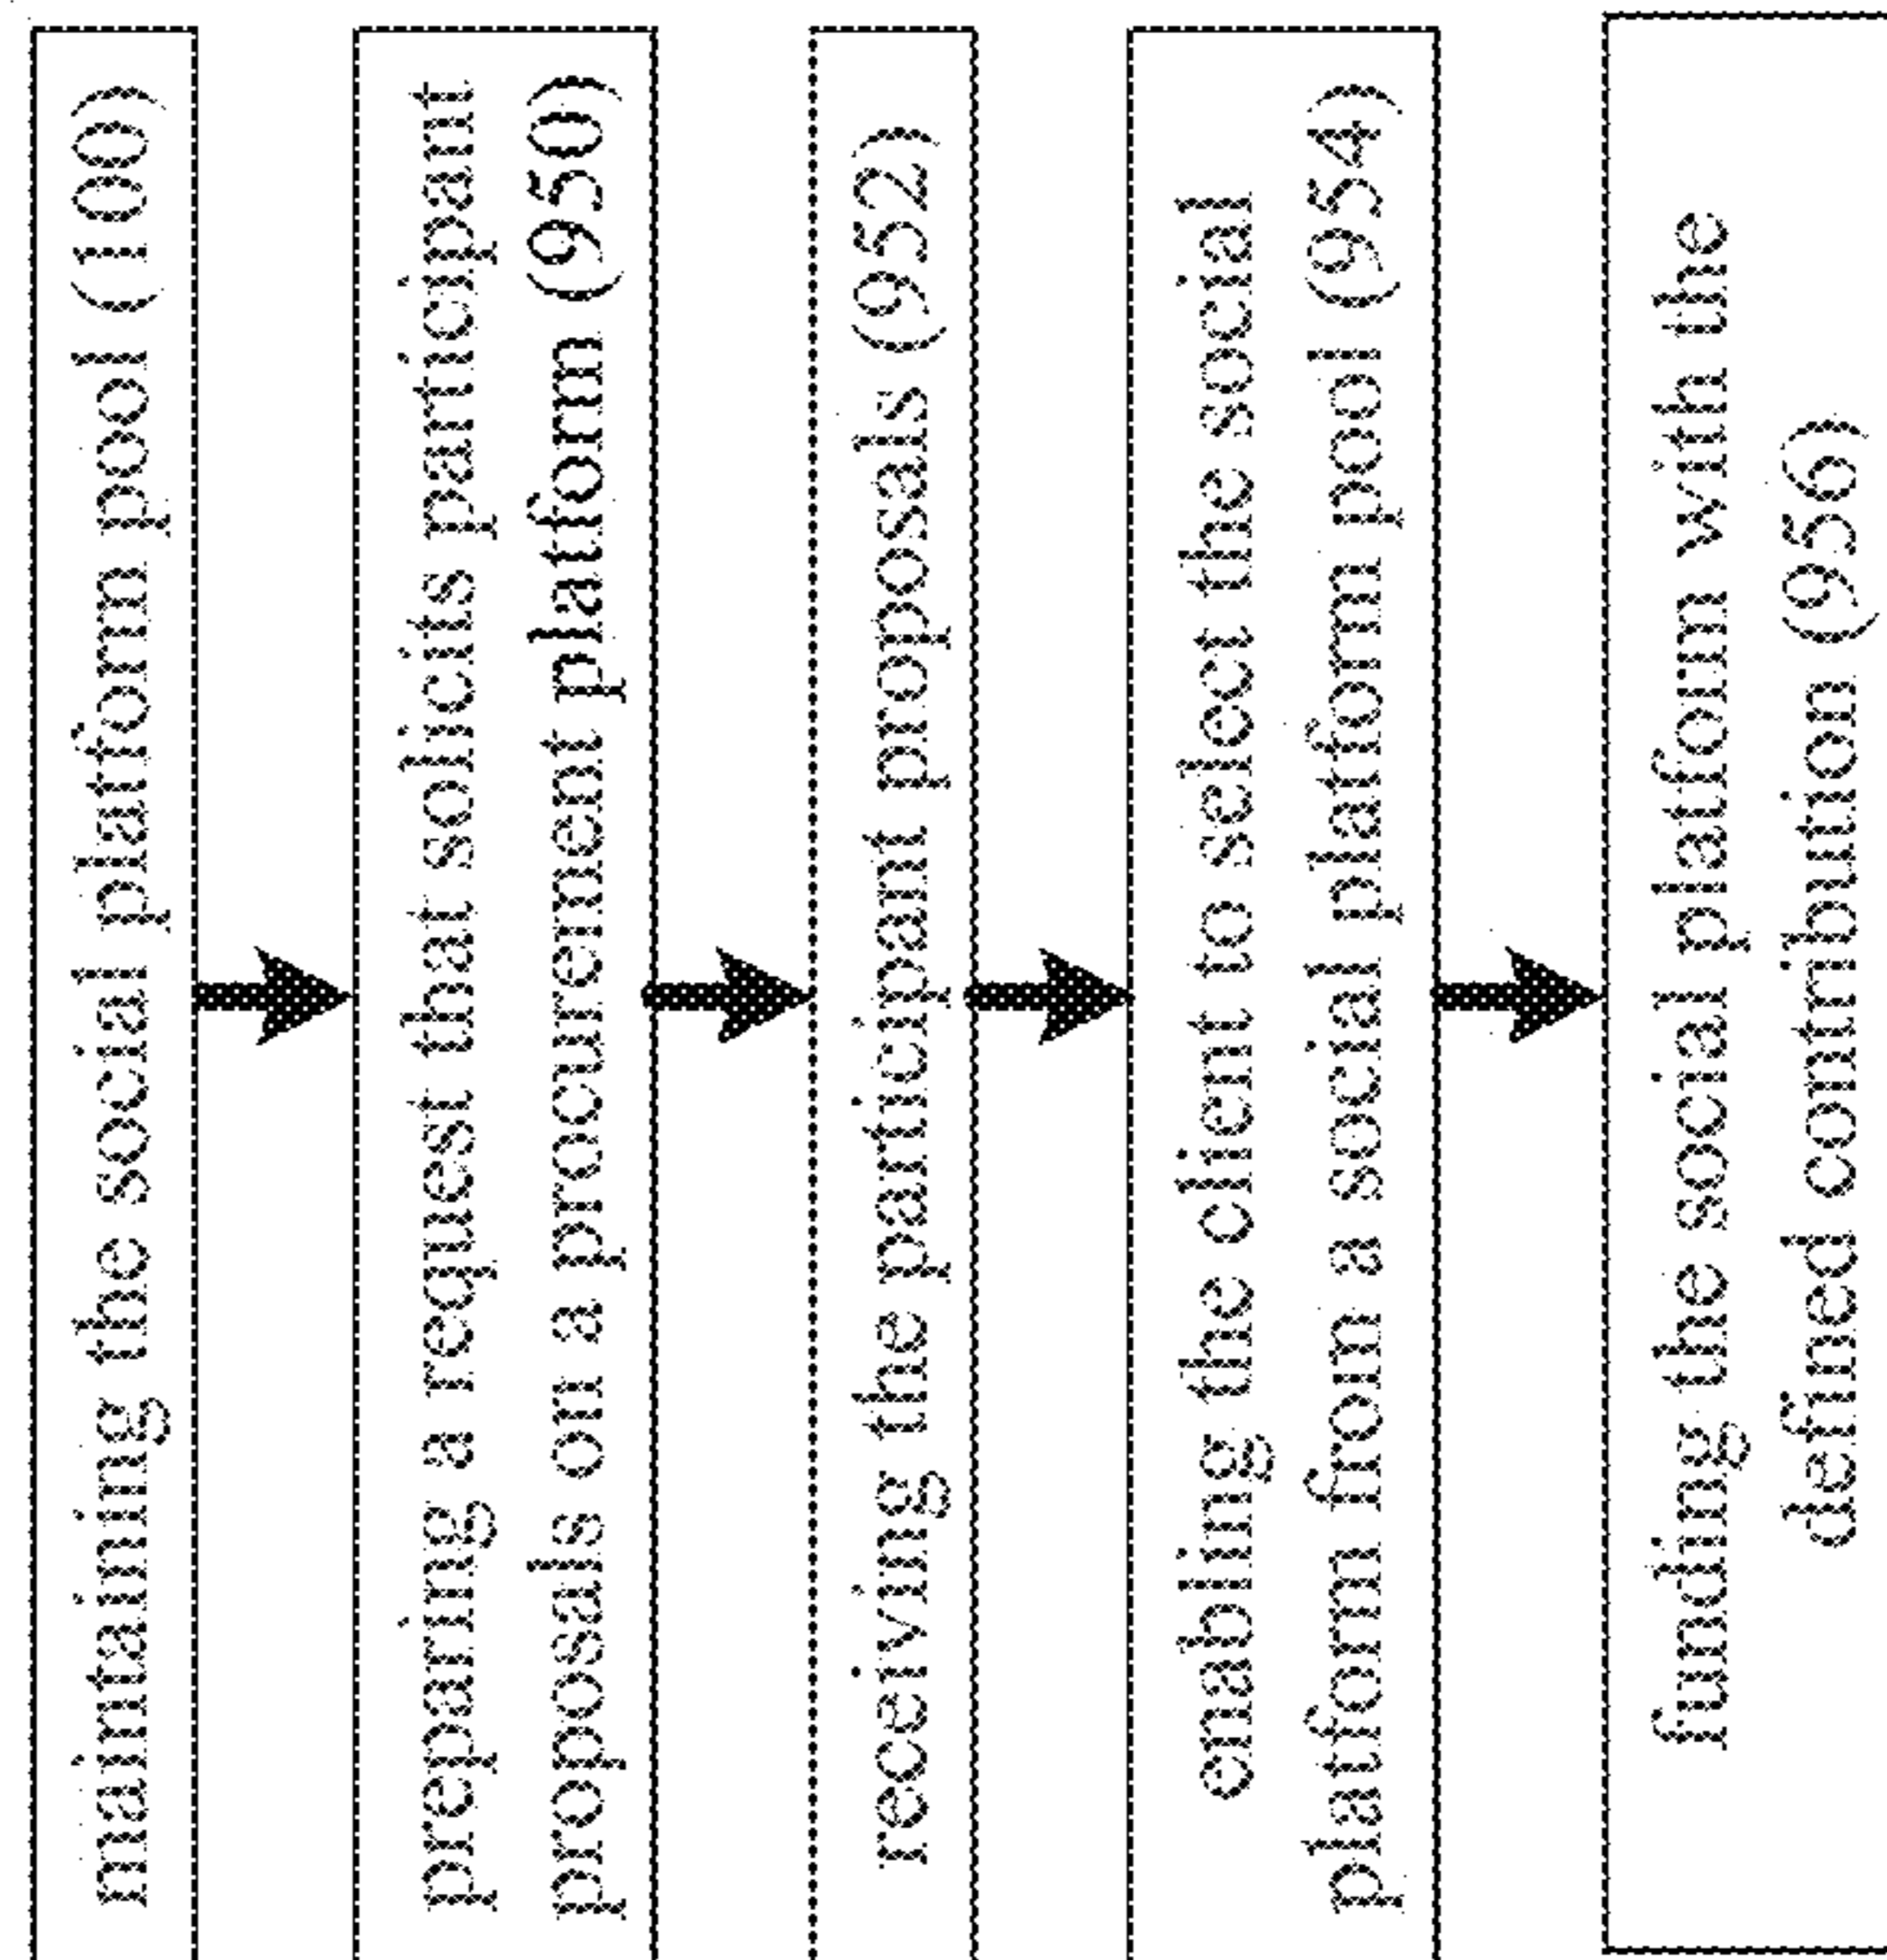 maintaining the social platform pool (100)
preparing a request that solicits participant
proposals on a procurement platform (950)
receiving the participant proposals (952)
enabling the client to select the social
platform from a social platform pool (954)
funding the social platform with the
defined contribution (956)